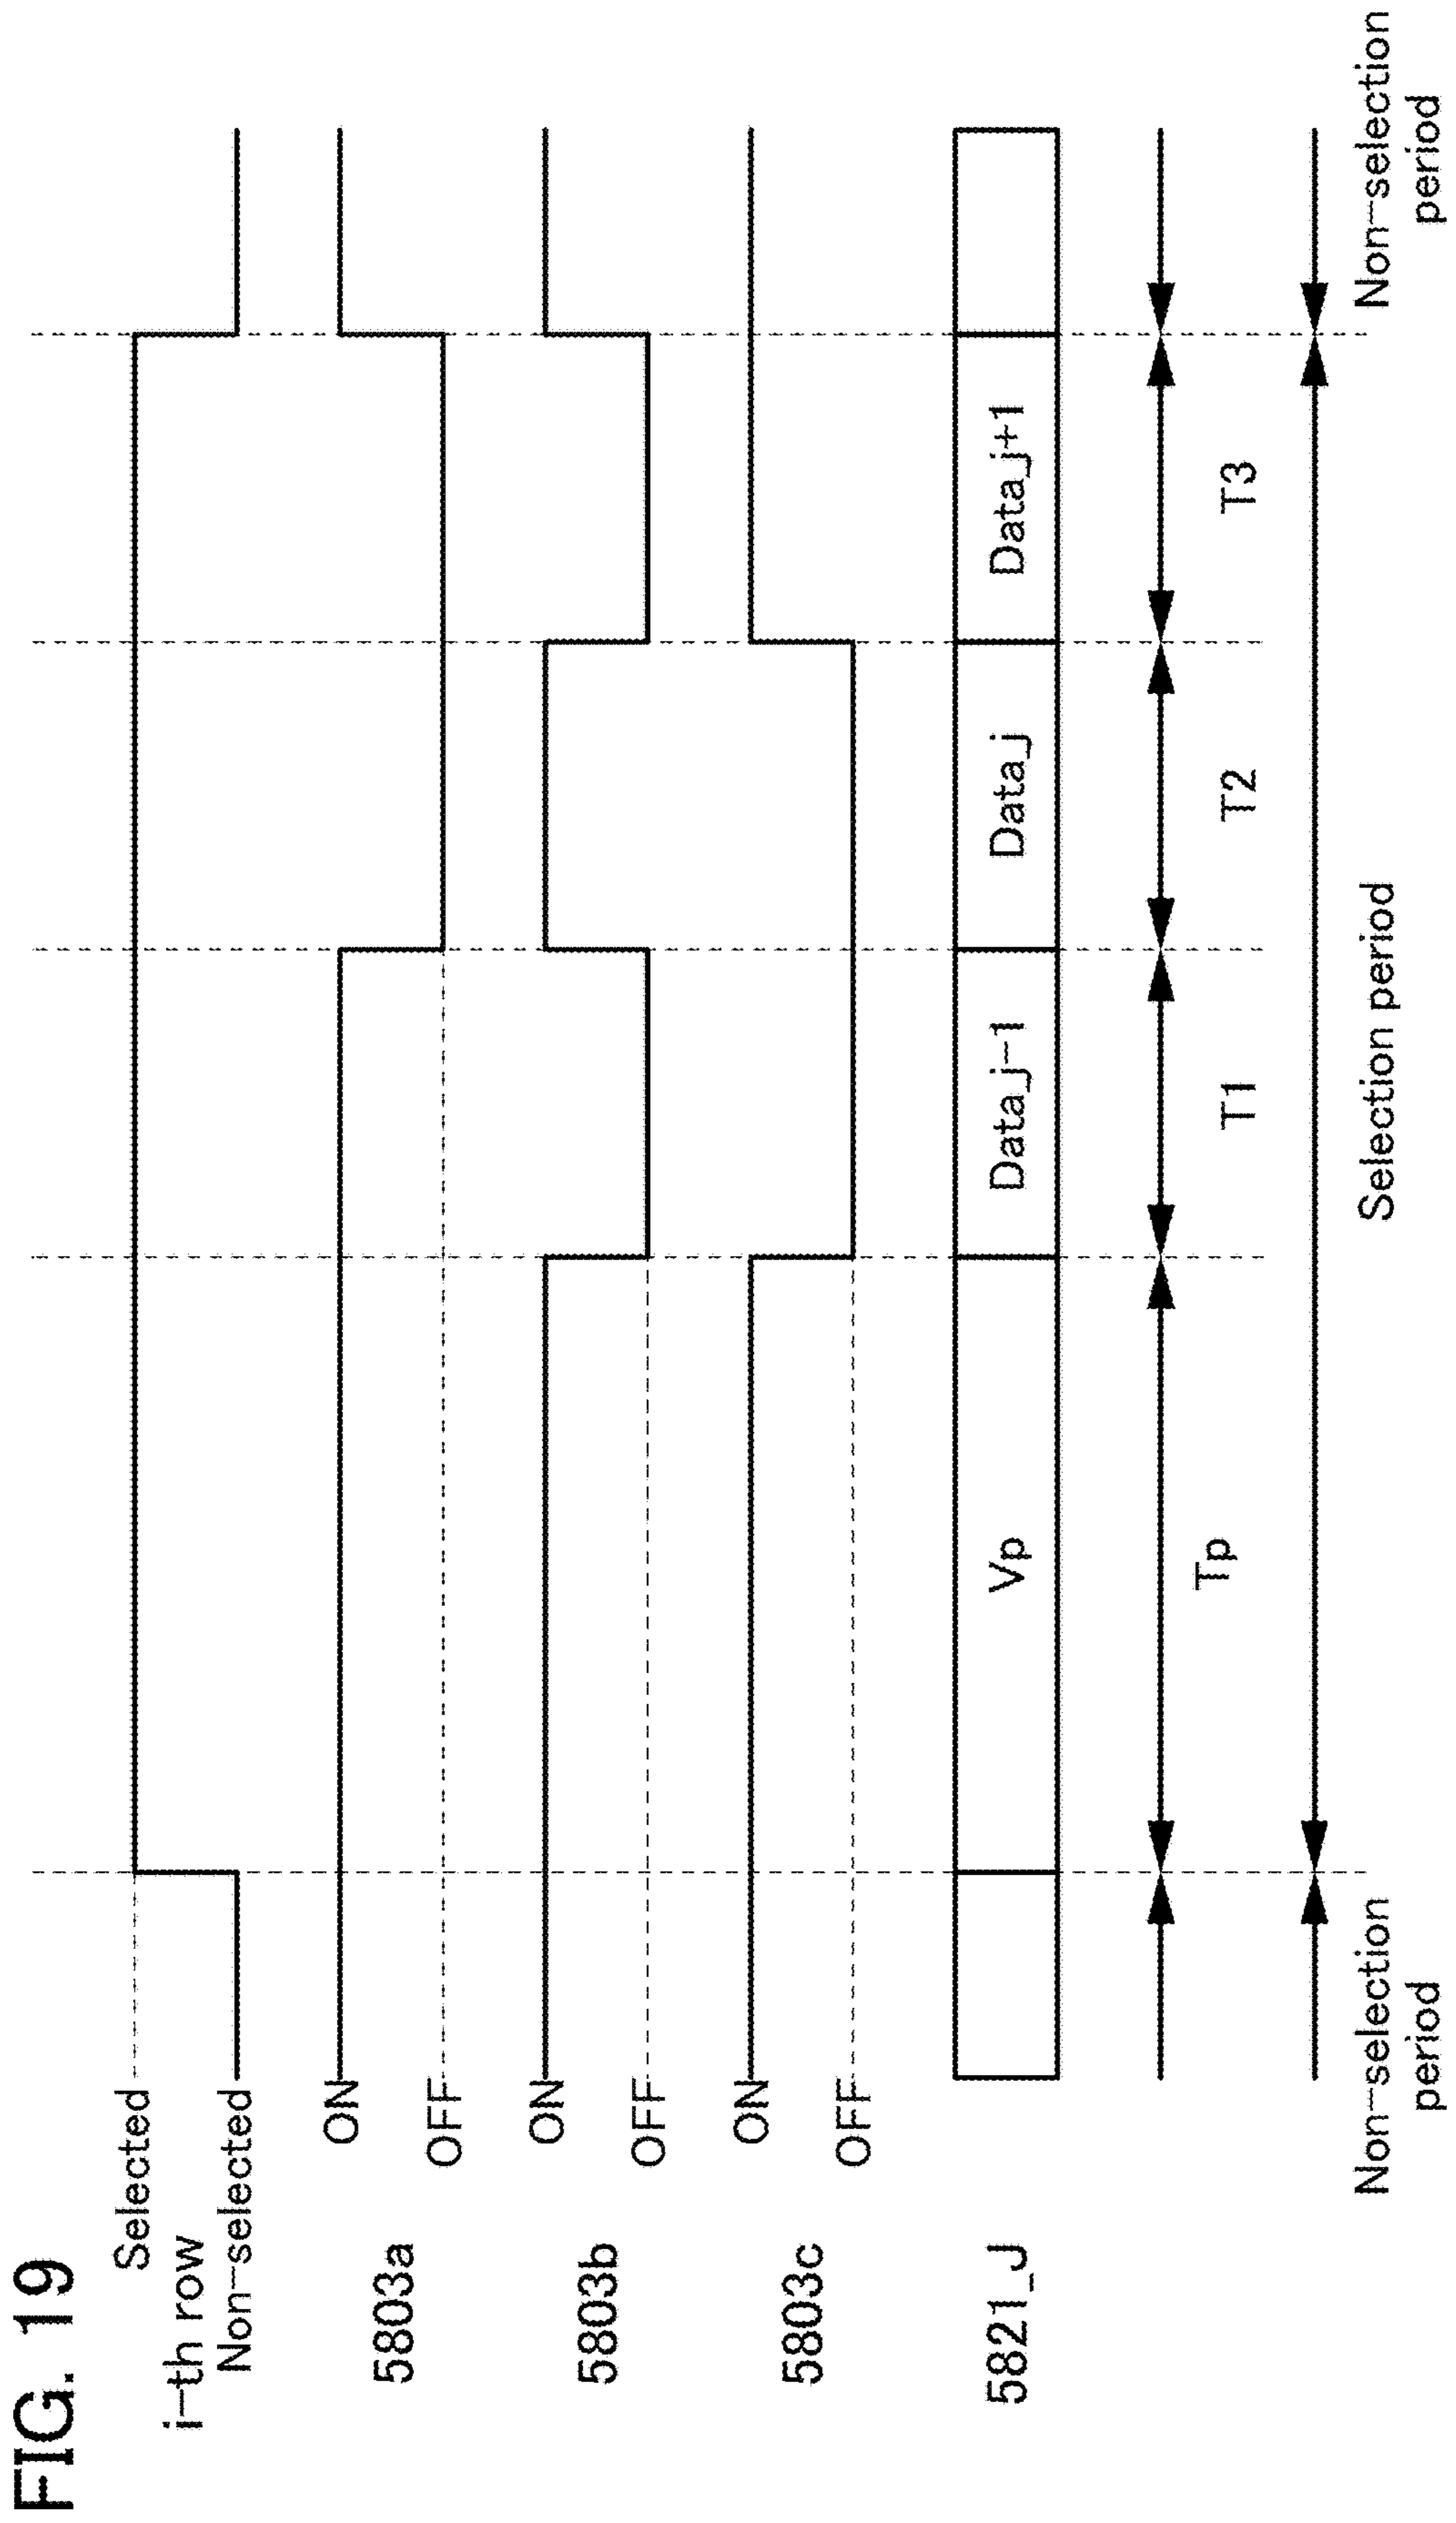 FIG. 19
Selected
i-th row
Non-selected
ON
5803a
OFF
ON
5803b
OFF
ON
5803c
OFF
5821_J
Vp
Data_j-1
Data_j
Data_j+1
Tp
T1
T2
T3
Non-selection
period
Selection period
Non-selection
period